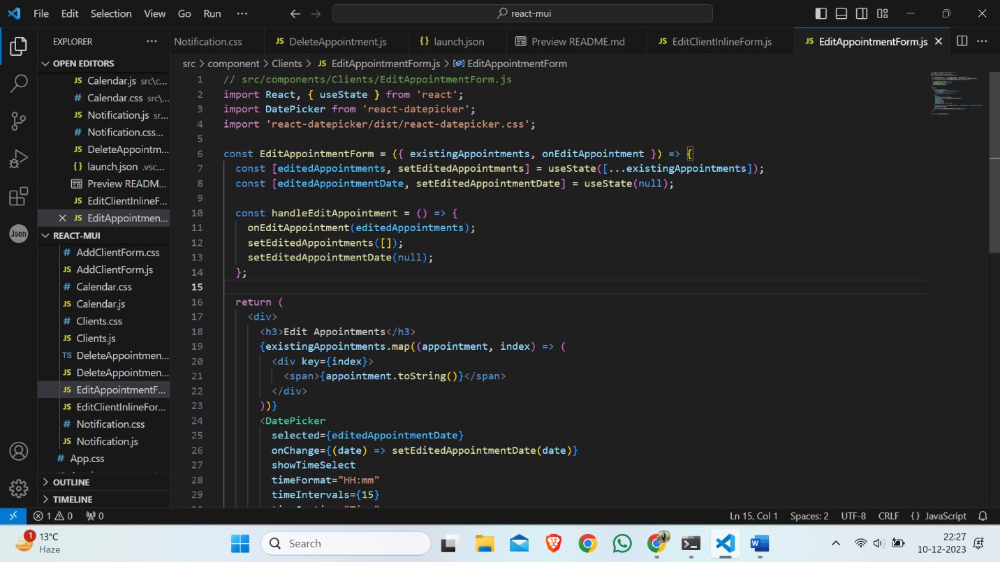 File Edit Selection View Go Run ···
react-mui
EXPLORER
OPEN EDITORS
JS Calendar.js src\c...
# Calendar.css src\...
JS Notification.js sr...
# Notification.css...
JS DeleteAppointm...
{} launch.json .vsc...
Preview READM...
JS EditClientInlineF...
JS EditAppointmen...
REACT-MUI
# AddClientForm.css
JS AddClientForm.js
# Calendar.css
JS Calendar.js
# Clients.css
JS Clients.js
TS DeleteAppointmen...
JS DeleteAppointmen...
JS EditAppointmentF...
JS EditClientInlineFor...
# Notification.css
JS Notification.js
# App.css
OUTLINE
TIMELINE
Json
Notification.css JS DeleteAppointment.js {} launch.json Preview README.md JS EditClientInlineForm.js JS EditAppointmentForm.js
src > component > Clients > JS EditAppointmentForm.js > EditAppointmentForm
1 // src/components/Clients/EditAppointmentForm.js
2 import React, { useState } from 'react';
3 import DatePicker from 'react-datepicker';
4 import 'react-datepicker/dist/react-datepicker.css';
5
6 const EditAppointmentForm = ({ existingAppointments, onEditAppointment }) => {
7 const [editedAppointments, setEditedAppointments] = useState([...existingAppointments]);
8 const [editedAppointmentDate, setEditedAppointmentDate] = useState(null);
9
10 const handleEditAppointment = () => {
11 onEditAppointment(editedAppointments);
12 setEditedAppointments([]);
13 setEditedAppointmentDate(null);
14 };
15
16 return (
17 <div>
18 <h3>Edit Appointments</h3>
19 {existingAppointments.map((appointment, index) => (
20 <div key={index}>
21 <span>{appointment.toString()}</span>
22 </div>
23 ))}
24 <DatePicker
25 selected={editedAppointmentDate}
26 onChange={(date) => setEditedAppointmentDate(date)}
27 showTimeSelect
28 timeFormat="HH:mm"
29 timeIntervals={15}
1 0 0
Ln 15, Col 1 Spaces: 2 UTF-8 CRLF {} JavaScript
1 13°C
Haze
Search
22:27
10-12-2023